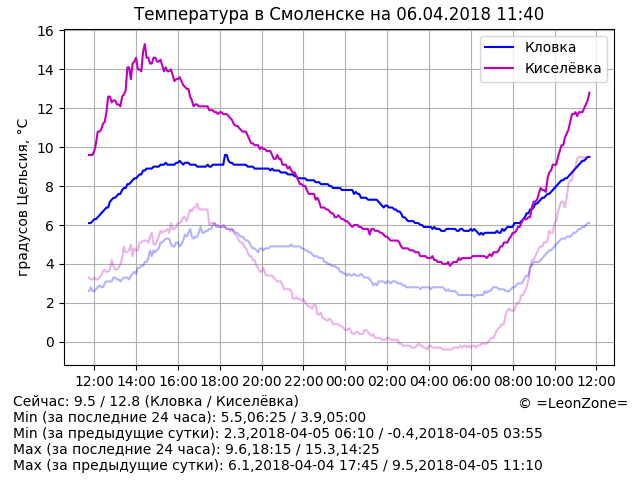 Температура в Смоленске на 06.04.2018 11:40
градусов Цельсия, °C
16
14
12
10
8
6
4
2
0
Кловка
Киселёвка
12:00 14:00 16:00 18:00 20:00 22:00 00:00 02:00 04:00 06:00 08:00 10:00 12:00
Сейчас: 9.5 / 12.8 (Кловка / Киселёвка)
© =LeonZone=
Min (за последние 24 часа): 5.5,06:25 / 3.9,05:00
Min (за предыдущие сутки): 2.3,2018-04-05 06:10 / -0.4,2018-04-05 03:55
Max (за последние 24 часа): 9.6,18:15 / 15.3,14:25
Max (за предыдущие сутки): 6.1,2018-04-04 17:45 / 9.5,2018-04-05 11:10